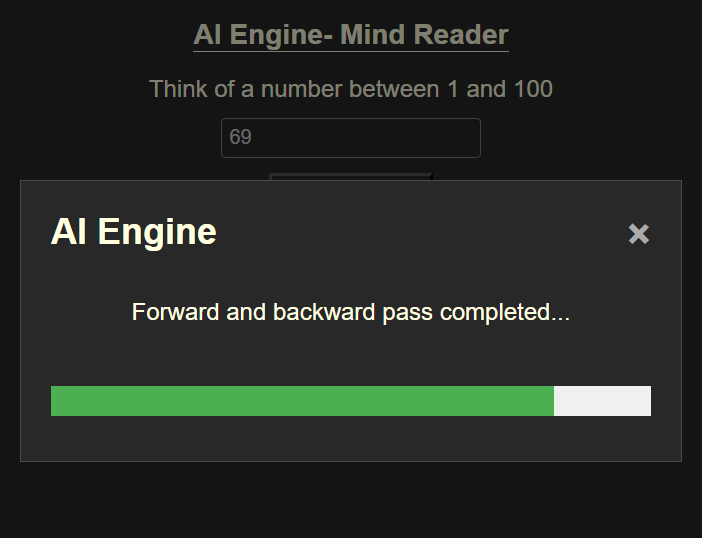 AI Engine- Mind Reader
Think of a number between 1 and 100
69
AI Engine
×
Forward and backward pass completed...